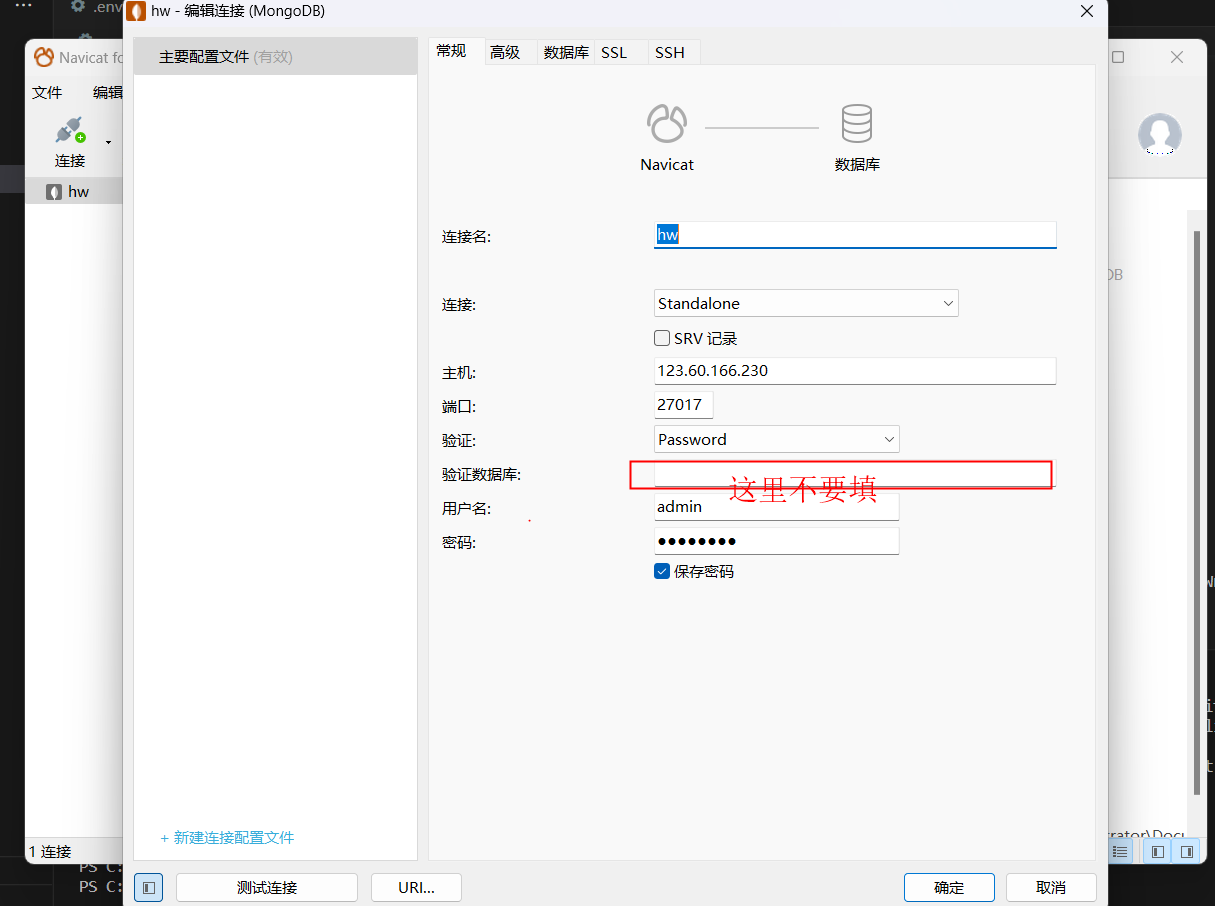 .env
hw - 编辑连接 (MongoDB)
Navicat fo
文件 编辑
连接
hw
主要配置文件 (有效)
常规 高级 数据库 SSL SSH
Navicat 数据库
连接名: hw
连接: Standalone
SRV 记录
主机: 123.60.166.230
端口: 27017
验证: Password
验证数据库:
这里不要填
用户名: admin
密码: ●●●●●●●●
保存密码
DB
+ 新建连接配置文件
1 连接
PS C:
PS C:
测试连接 URI... 确定 取消